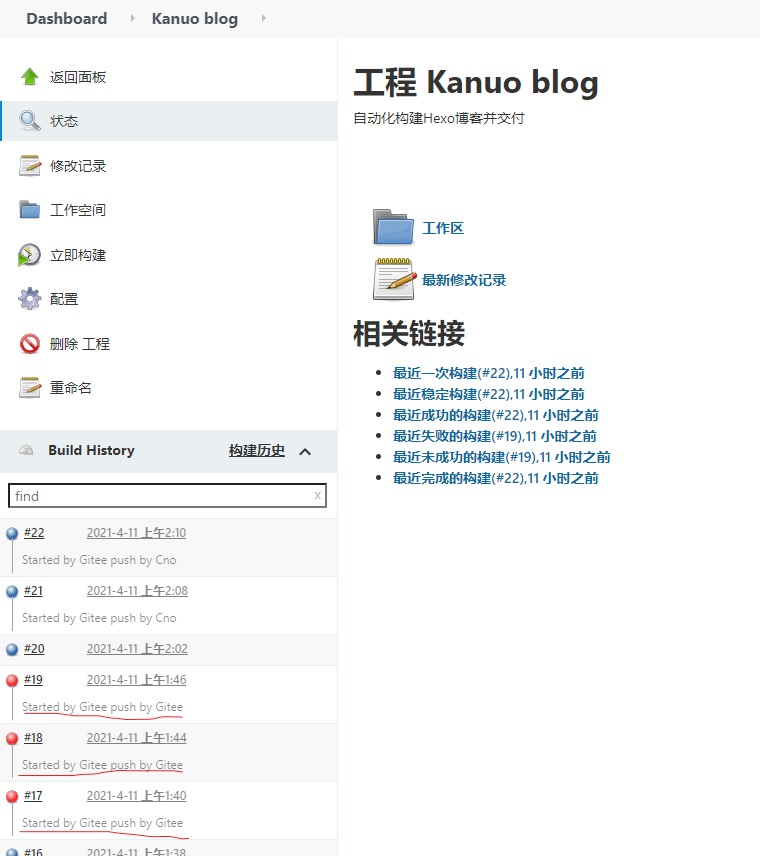 Dashboard Kanuo blog
返回面板
状态
修改记录
工作空间
立即构建
配置
删除 工程
重命名
Build History 构建历史
find x
#22 2021-4-11 上午2:10
Started by Gitee push by Cno
#21 2021-4-11 上午2:08
Started by Gitee push by Cno
#20 2021-4-11 上午2:02
#19 2021-4-11 上午1:46
Started by Gitee push by Gitee
#18 2021-4-11 上午1:44
Started by Gitee push by Gitee
#17 2021-4-11 上午1:40
Started by Gitee push by Gitee
#16 2021-4-11 上午1:38
工程 Kanuo blog
自动化构建Hexo博客并交付
工作区
最新修改记录
相关链接
最近一次构建(#22),11 小时之前
最近稳定构建(#22),11 小时之前
最近成功的构建(#22),11 小时之前
最近失败的构建(#19),11 小时之前
最近未成功的构建(#19),11 小时之前
最近完成的构建(#22),11 小时之前